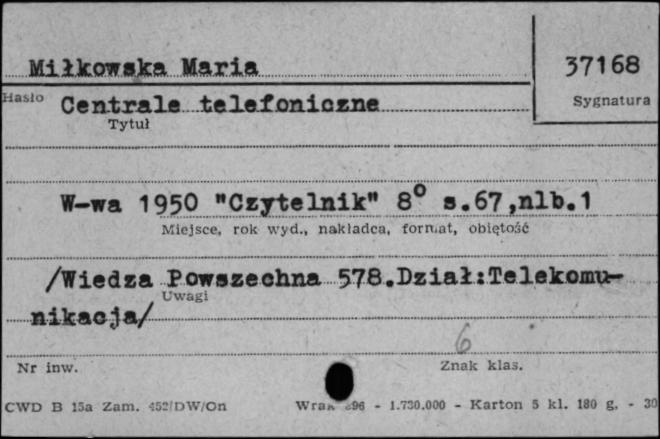 Miłkowska Maria
37168
Hasło
Sygnatura
Centrale telefoniczne
Tytuł
W-wa 1950 "Czytelnik" 8° s.67,nlb.1
Miejsce, rok wyd., nakładca, format, objętość
/Wiedza Powszechna 578.Dział:Telekomu-
Uwagi
nikacja/
6
Nr inw.
Znak klas.
CWD B 15a Zam. 452/DW/On - 1.730.000 - Karton 5 kl. 180 g. - 30